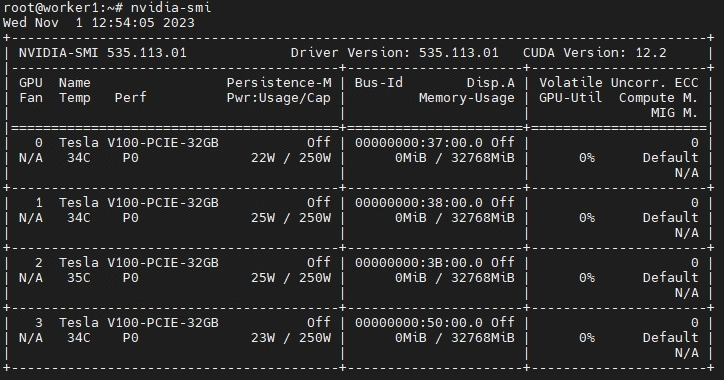 root@worker1:~# nvidia-smi
Wed Nov  1 12:54:05 2023
+---------------------------------------------------------------------------------------+
| NVIDIA-SMI 535.113.01             Driver Version: 535.113.01   CUDA Version: 12.2     |
|-----------------------------------------+----------------------+----------------------+
| GPU  Name                 Persistence-M | Bus-Id        Disp.A | Volatile Uncorr. ECC |
| Fan  Temp   Perf          Pwr:Usage/Cap |         Memory-Usage | GPU-Util  Compute M. |
|                                         |                      |               MIG M. |
|=========================================+======================+======================|
|   0  Tesla V100-PCIE-32GB           Off | 00000000:37:00.0 Off |                    0 |
| N/A   34C    P0              22W / 250W |      0MiB / 32768MiB |      0%      Default |
|                                         |                      |                  N/A |
+-----------------------------------------+----------------------+----------------------+
|   1  Tesla V100-PCIE-32GB           Off | 00000000:38:00.0 Off |                    0 |
| N/A   34C    P0              25W / 250W |      0MiB / 32768MiB |      0%      Default |
|                                         |                      |                  N/A |
+-----------------------------------------+----------------------+----------------------+
|   2  Tesla V100-PCIE-32GB           Off | 00000000:3B:00.0 Off |                    0 |
| N/A   35C    P0              25W / 250W |      0MiB / 32768MiB |      0%      Default |
|                                         |                      |                  N/A |
+-----------------------------------------+----------------------+----------------------+
|   3  Tesla V100-PCIE-32GB           Off | 00000000:50:00.0 Off |                    0 |
| N/A   34C    P0              23W / 250W |      0MiB / 32768MiB |      0%      Default |
|                                         |                      |                  N/A |
+-----------------------------------------+----------------------+----------------------+